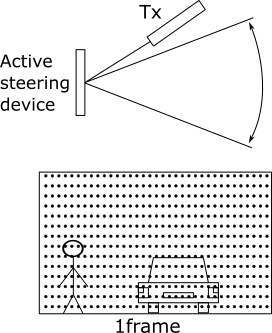 Tx
Active
steering
device
1frame